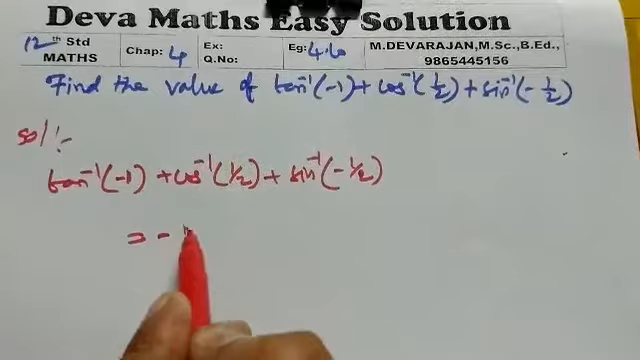 Deva Maths Easy Solution
12th Std MATHS Chap: 4 Ex: Q.No: Eg: 4.10 M.DEVARAJAN,M.Sc.,B.Ed., 9865445156
Find the value of tan⁻¹(-1) + cos⁻¹(1/2) + sin⁻¹(-1/2)
Sol:-
tan⁻¹(-1) + cos⁻¹(1/2) + sin⁻¹(-1/2)
= -